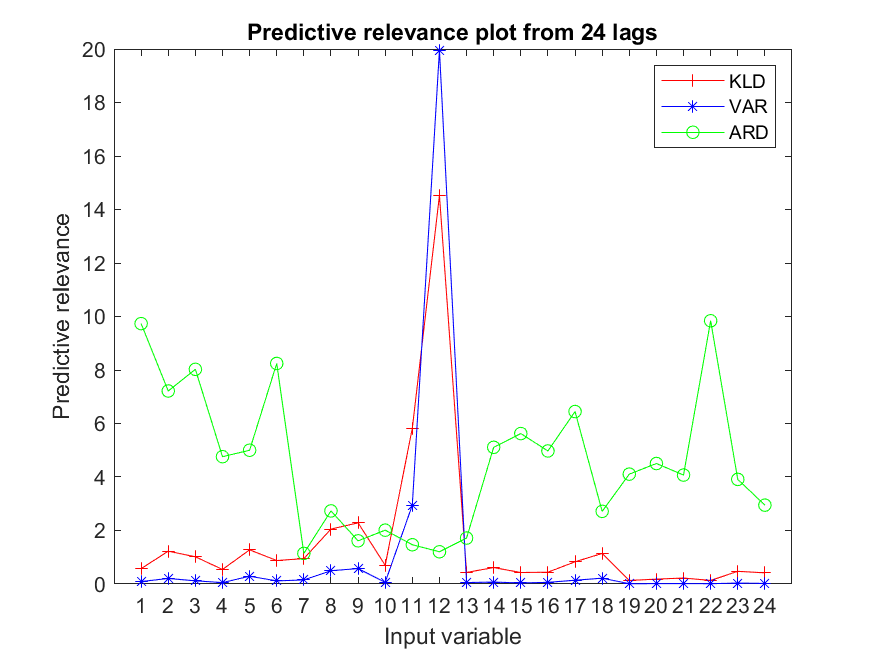 Predictive relevance plot from 24 lags
KLD
VAR
ARD
Predictive relevance
20
18
16
14
12
10
8
6
4
2
0
1 2 3 4 5 6 7 8 9 10 11 12 13 14 15 16 17 18 19 20 21 22 23 24
Input variable